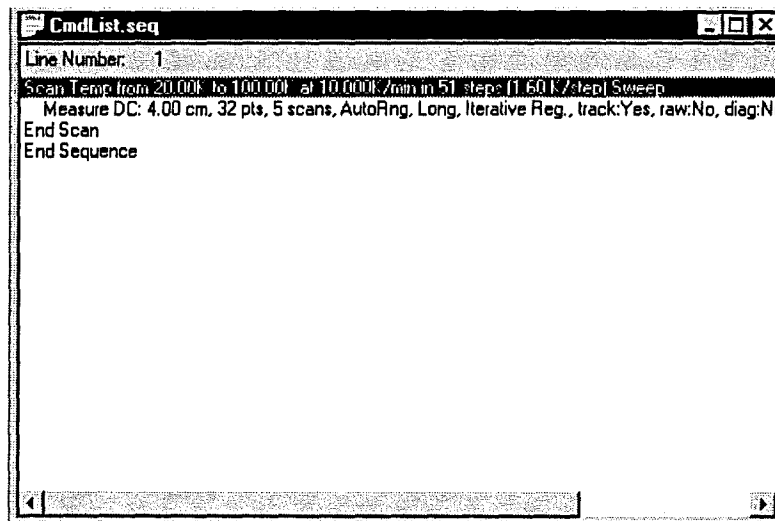 CmdList.seq
Line Number: 1
Scan Temp from 20.00K to 100.00K at 10.000K/min in 51 steps (1.60 K/step) Sweep
Measure DC: 4.00 cm, 32 pts, 5 scans, AutoRng, Long, Iterative Reg., track:Yes, raw:No, diag:N
End Scan
End Sequence